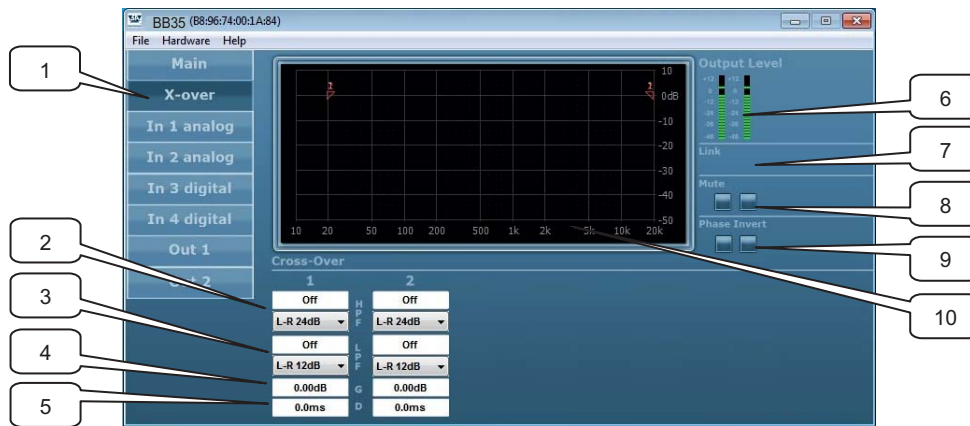 BB35 (B8:96:74:00:1A:84)
File Hardware Help
1
2
3
4
5
Main
X-over
In 1 analog
In 2 analog
In 3 digital
In 4 digital
Out 1
Out 2
10
0dB
-10
-20
-30
-40
-50
10 20 50 100 200 500 1k 2k 5k 10k 20k
Cross-Over
1 2
Off HPF Off
L-R 24dB L-R 24dB
Off LPF Off
L-R 12dB L-R 12dB
0.00dB G 0.00dB
0.0ms D 0.0ms
Output Level
+12 +12
0 0
-12 -12
-24 -24
-36 -36
-48 -48
Link
Mute
Phase Invert
6
7
8
9
10